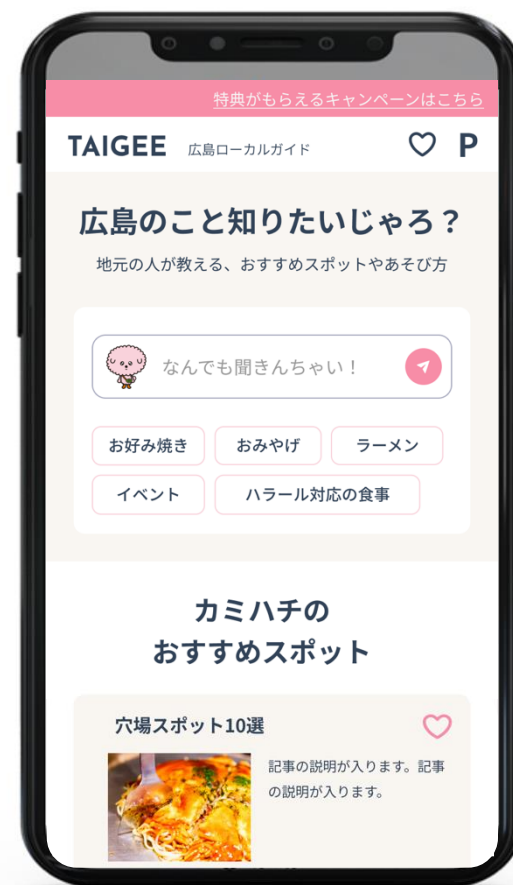 特典がもらえるキャンペーンはこちら
TAIGEE 広島ローカルガイド P
広島のこと知りたいじゃろ？
地元の人が教える、おすすめスポットやあそび方
なんでも聞きんちゃい！
お好み焼き おみやげ ラーメン
イベント ハラール対応の食事
カミハチの
おすすめスポット
穴場スポット10選
記事の説明が入ります。記事
の説明が入ります。